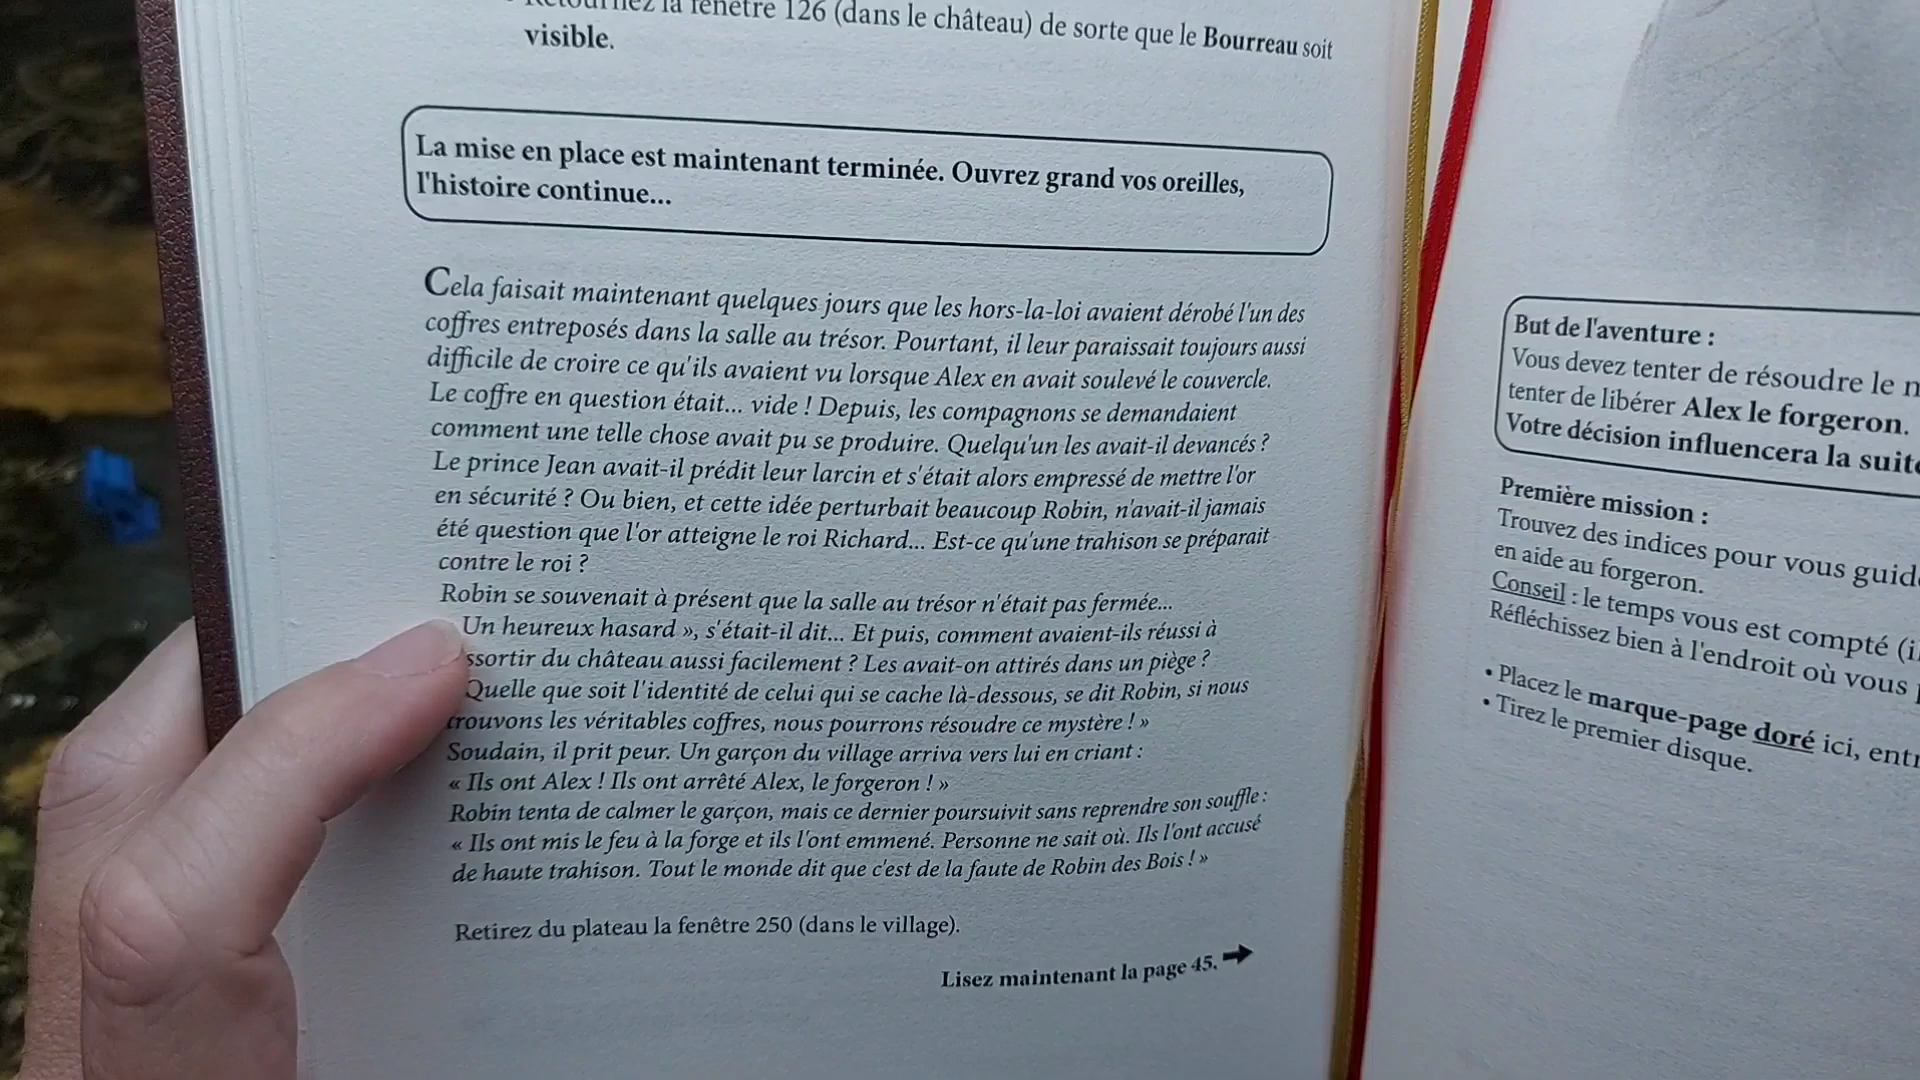 la fenêtre 126 (dans le château) de sorte que le Bourreau soit
visible.
La mise en place est maintenant terminée. Ouvrez grand vos oreilles,
l'histoire continue...
Cela faisait maintenant quelques jours que les hors-la-loi avaient dérobé l'un des
coffres entreposés dans la salle au trésor. Pourtant, il leur paraissait toujours aussi
difficile de croire ce qu'ils avaient vu lorsque Alex en avait soulevé le couvercle.
Le coffre en question était... vide ! Depuis, les compagnons se demandaient
comment une telle chose avait pu se produire. Quelqu'un les avait-il devancés ?
Le prince Jean avait-il prédit leur larcin et s'était alors empressé de mettre l'or
en sécurité ? Ou bien, et cette idée perturbait beaucoup Robin, n'avait-il jamais
été question que l'or atteigne le roi Richard... Est-ce qu'une trahison se préparait
contre le roi ?
Robin se souvenait à présent que la salle au trésor n'était pas fermée...
Un heureux hasard », s'était-il dit... Et puis, comment avaient-ils réussi à
ssortir du château aussi facilement ? Les avait-on attirés dans un piège ?
Quelle que soit l'identité de celui qui se cache là-dessous, se dit Robin, si nous
trouvons les véritables coffres, nous pourrons résoudre ce mystère ! »
Soudain, il prit peur. Un garçon du village arriva vers lui en criant :
« Ils ont Alex ! Ils ont arrêté Alex, le forgeron ! »
Robin tenta de calmer le garçon, mais ce dernier poursuivit sans reprendre son souffle :
« Ils ont mis le feu à la forge et ils l'ont emmené. Personne ne sait où. Ils l'ont accusé
de haute trahison. Tout le monde dit que c'est de la faute de Robin des Bois ! »
Retirez du plateau la fenêtre 250 (dans le village).
Lisez maintenant la page 45.
But de l'aventure :
Vous devez tenter de résoudre le
tenter de libérer Alex le forgeron.
Votre décision influencera la suite
Première mission :
Trouvez des indices pour vous
en aide au forgeron.
Conseil : le temps vous est compté
Réfléchissez bien à l'endroit où vous
• Placez le marque-page doré ici,
• Tirez le premier disque.